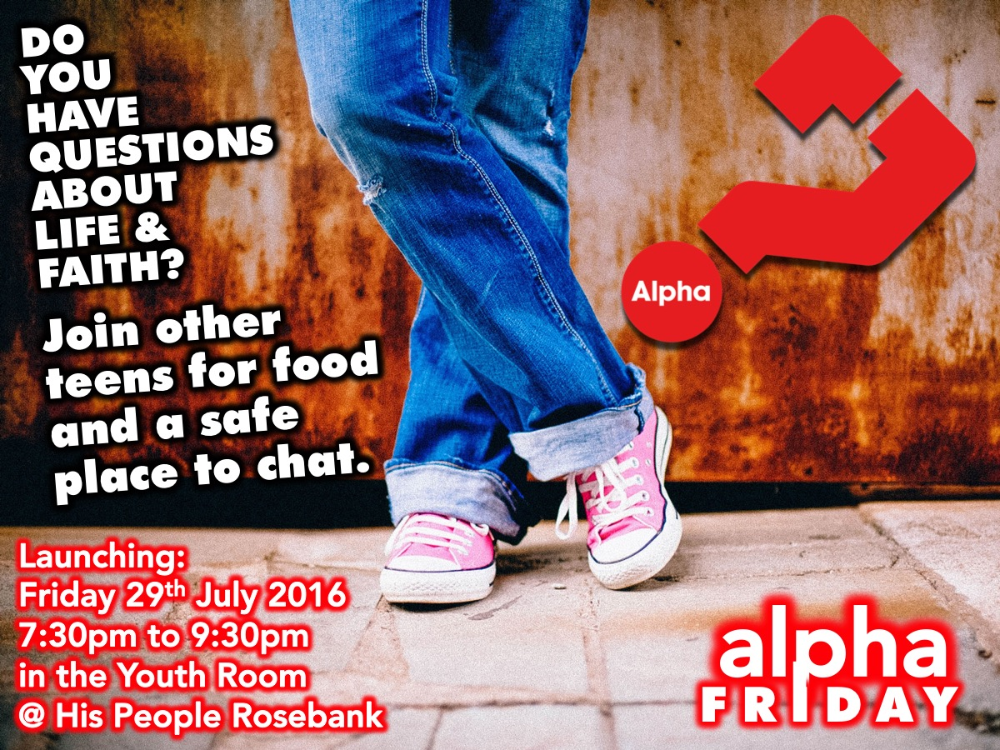 DO
YOU
HAVE
QUESTIONS
ABOUT
LIFE &
FAITH?
Join other
teens for food
and a safe
place to chat.
Alpha
Launching:
Friday 29th July 2016
7:30pm to 9:30pm
in the Youth Room
@ His People Rosebank
alpha
FRIDAY